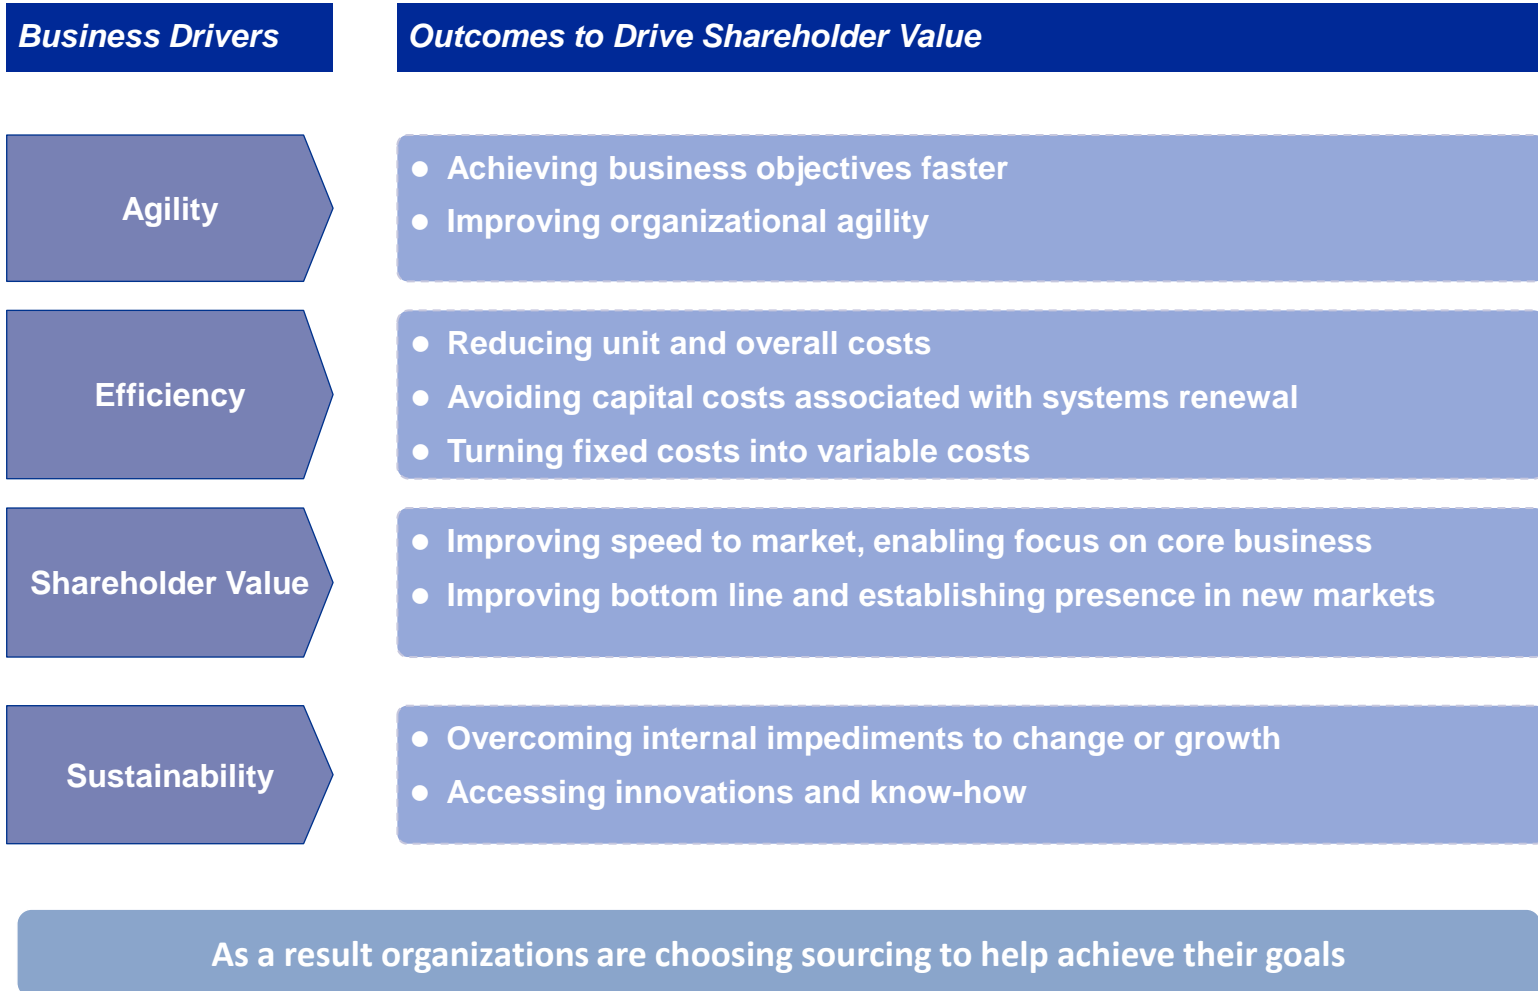 Business Drivers
Outcomes to Drive Shareholder Value
Agility
● Achieving business objectives faster
● Improving organizational agility
Efficiency
● Reducing unit and overall costs
● Avoiding capital costs associated with systems renewal
● Turning fixed costs into variable costs
Shareholder Value
● Improving speed to market, enabling focus on core business
● Improving bottom line and establishing presence in new markets
Sustainability
● Overcoming internal impediments to change or growth
● Accessing innovations and know-how
As a result organizations are choosing sourcing to help achieve their goals